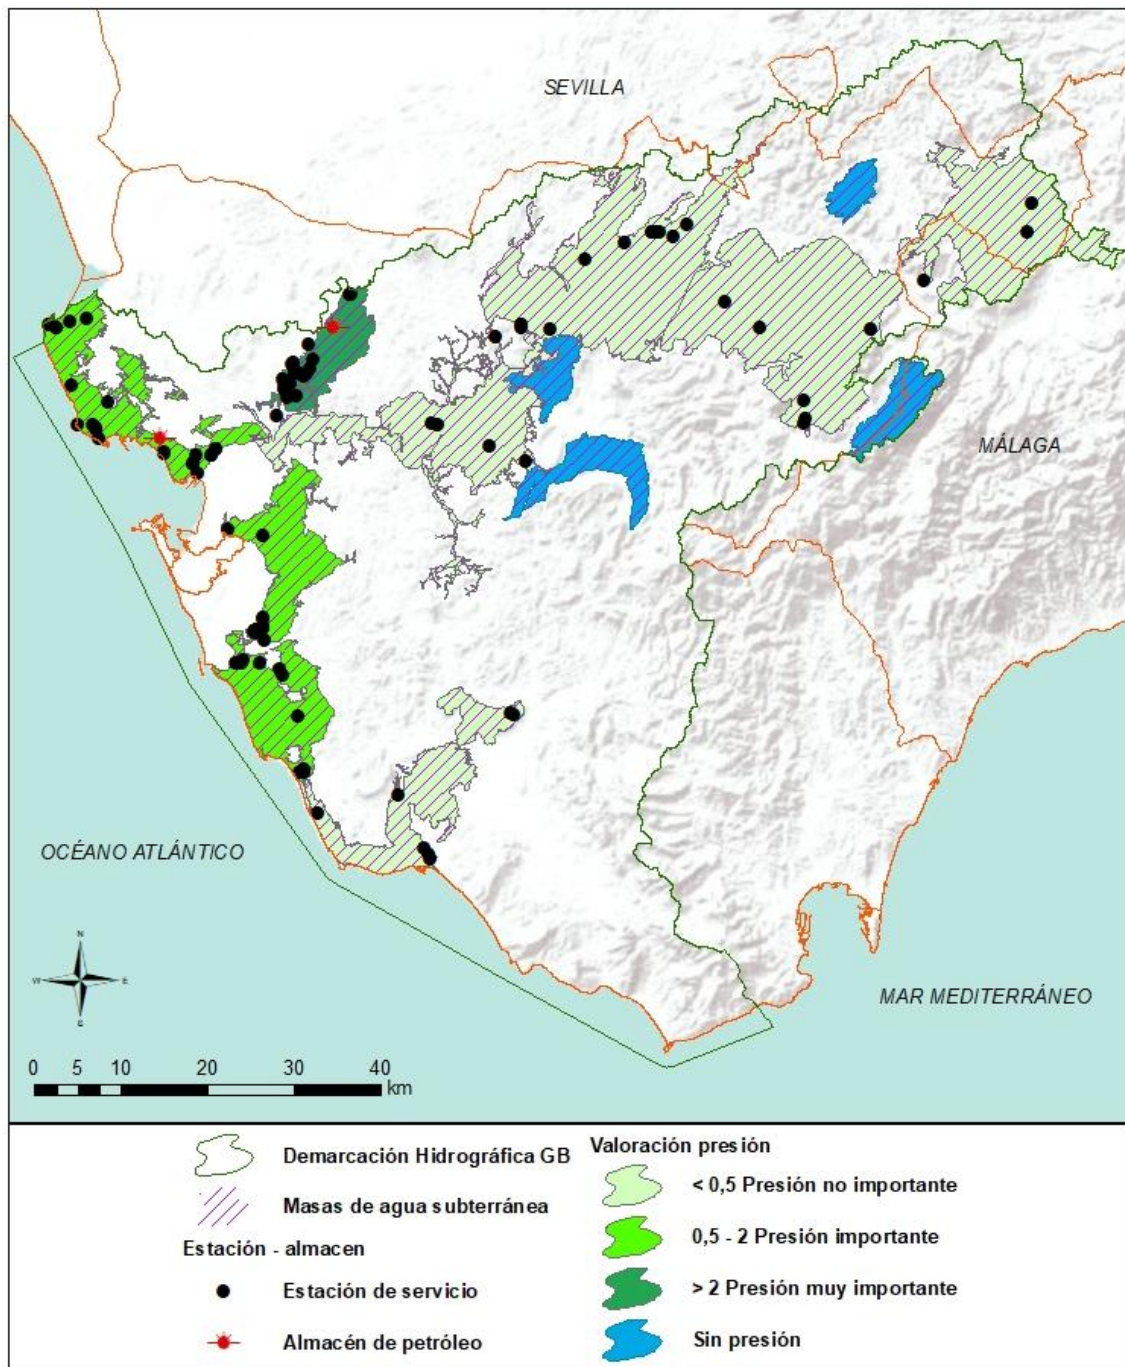 SEVILLA
MÁLAGA
OCÉANO ATLÁNTICO
MAR MEDITERRÁNEO
N
W E
S
0 5 10 20 30 40
km
Demarcación Hidrográfica GB
Masas de agua subterránea
Estación - almacen
Estación de servicio
Almacén de petróleo
Valoración presión
< 0,5 Presión no importante
0,5 - 2 Presión importante
> 2 Presión muy importante
Sin presión